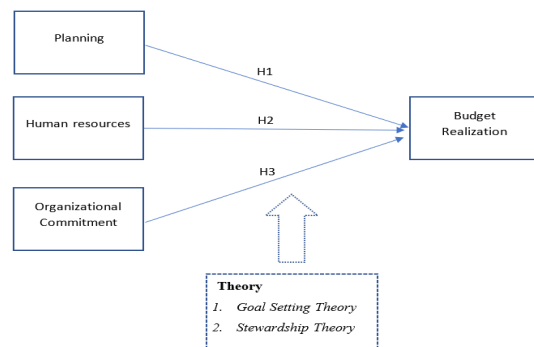 Planning
H1
Human resources
H2
Budget
Realization
H3
Organizational
Commitment
Theory
1. Goal Setting Theory
2. Stewardship Theory